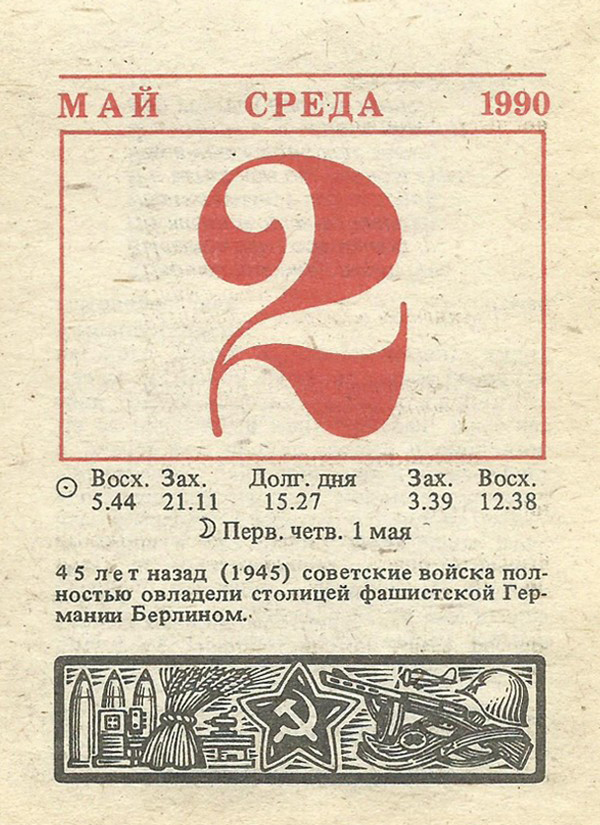 МАЙ СРЕДА 1990
2
Восх. Зах. Долг. дня Зах. Восх.
5.44 21.11 15.27 3.39 12.38
Перв. четв. 1 мая
45 лет назад (1945) советские войска пол-
ностью овладели столицей фашистской Гер-
мании Берлином.